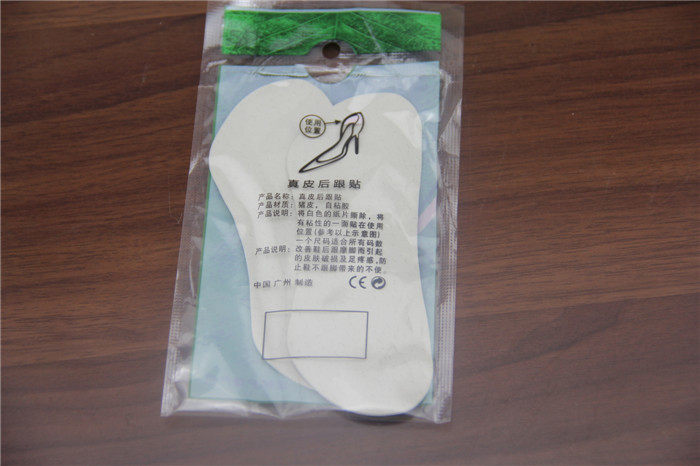 使用
位置
真皮后跟贴
产品名称：真皮后跟贴
产品材质：猪皮，自粘胶
产品说明：将白色的纸片撕除，将
有粘性的一面贴在使用
位置(参考以上示意图)
一个尺码适合所有码数
产品说明：改善鞋后跟摩脚而引起
的皮肤破损及足疼感，防
止鞋不跟脚带来的不便。
中国 广州 制造 CE